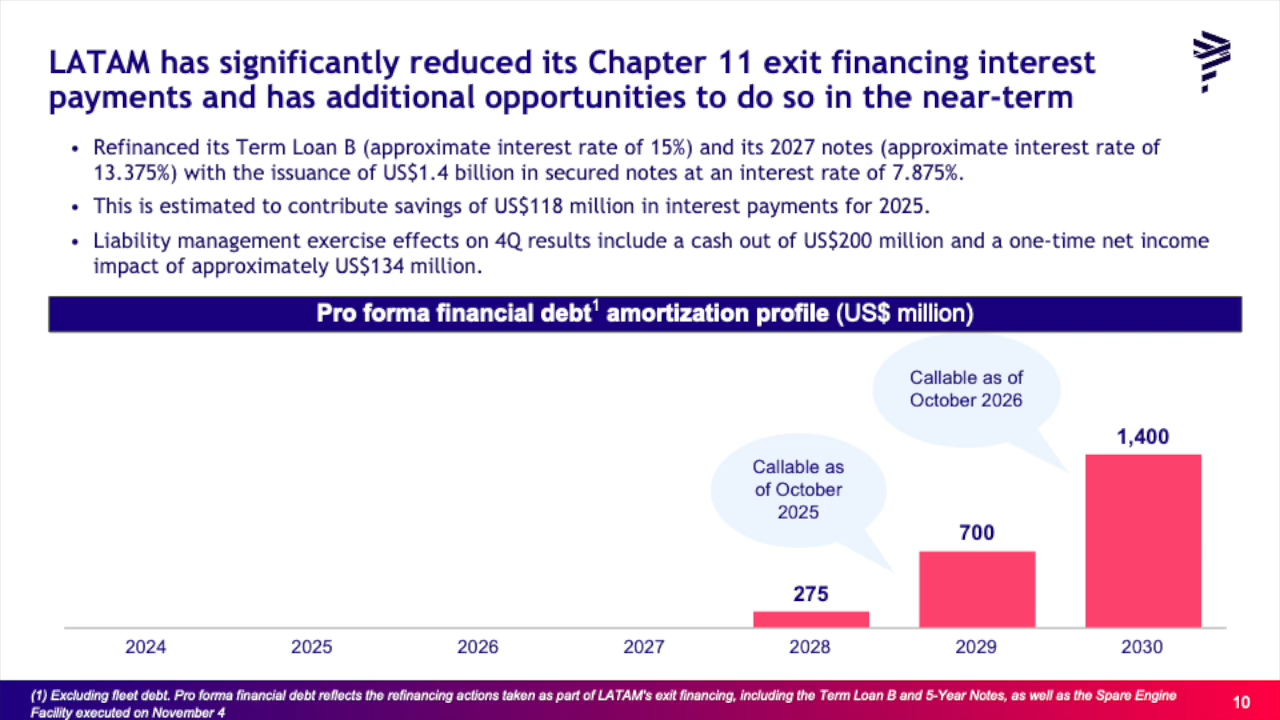 LATAM has significantly reduced its Chapter 11 exit financing interest
payments and has additional opportunities to do so in the near-term
• Refinanced its Term Loan B (approximate interest rate of 15%) and its 2027 notes (approximate interest rate of
13.375%) with the issuance of US$1.4 billion in secured notes at an interest rate of 7.875%.
• This is estimated to contribute savings of US$118 million in interest payments for 2025.
• Liability management exercise effects on 4Q results include a cash out of US$200 million and a one-time net income
impact of approximately US$134 million.
Pro forma financial debt¹ amortization profile (US$ million)
Callable as of
October 2026
1,400
Callable as
of October
2025
700
275
2024 2025 2026 2027 2028 2029 2030
(1) Excluding fleet debt. Pro forma financial debt reflects the refinancing actions taken as part of LATAM's exit financing, including the Term Loan B and 5-Year Notes, as well as the Spare Engine
Facility executed on November 4
10